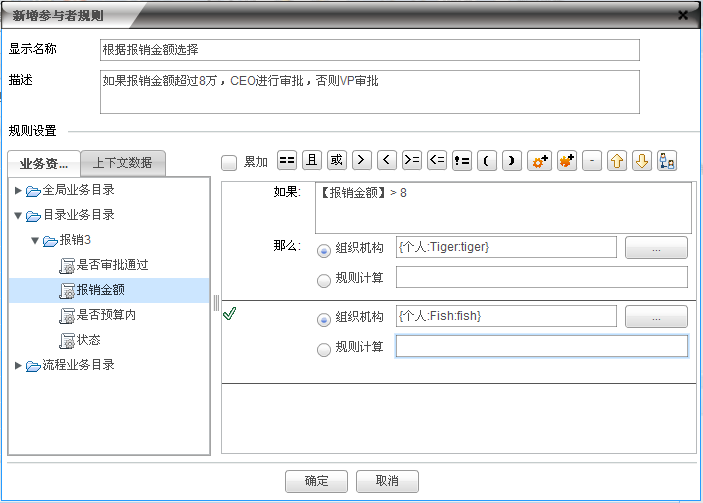 新增参与者规则
显示名称
根据报销金额选择
描述
如果报销金额超过8万，CEO进行审批，否则VP审批
规则设置
业务资...
上下文数据
累加 == 且 或 > < >= <= != ( ) -
全局业务目录
目录业务目录
报销3
是否审批通过
报销金额
是否预算内
状态
流程业务目录
如果:
【报销金额】> 8
那么:
组织机构
{个人:Tiger:tiger}
...
规则计算
组织机构
{个人:Fish:fish}
...
规则计算
确定
取消